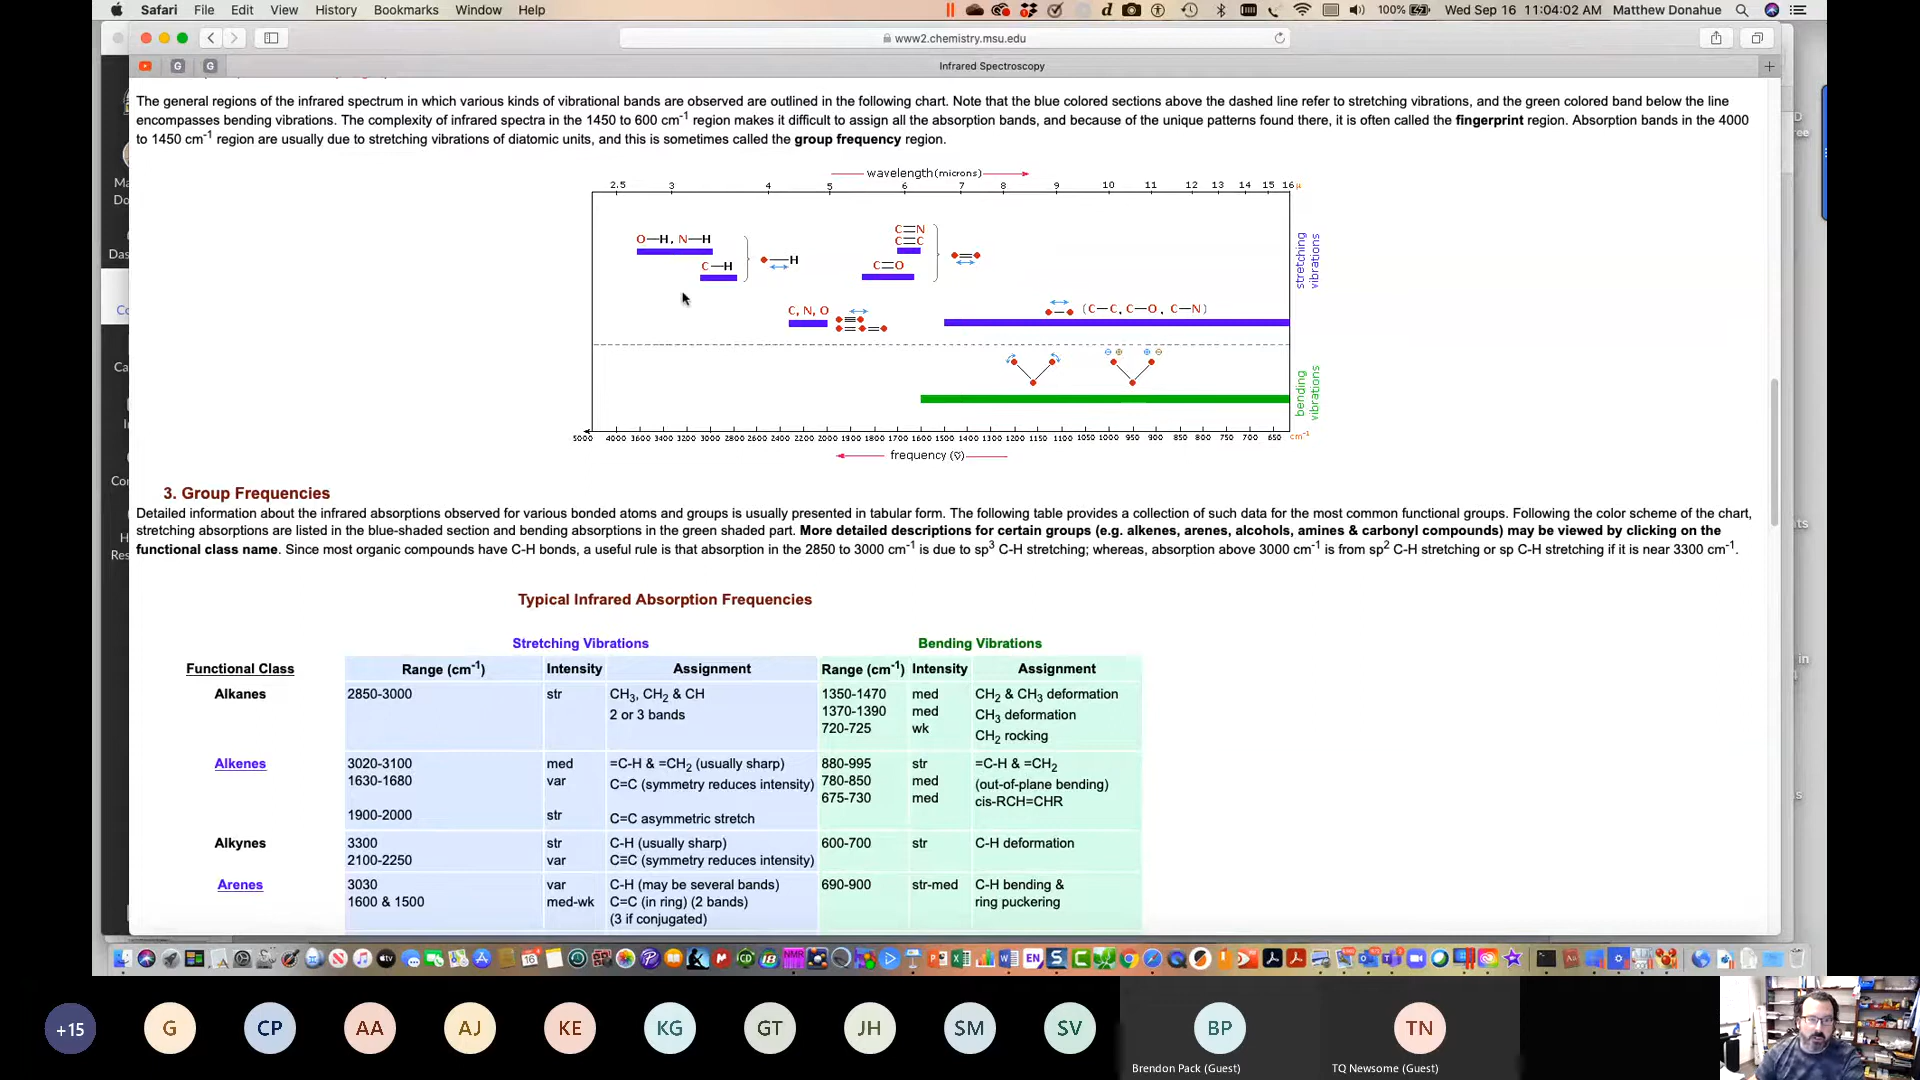 Safari File Edit View History Bookmarks Window Help
100%
Wed Sep 16 11:04:02 AM Matthew Donahue
www2.chemistry.msu.edu
Infrared Spectroscopy
The general regions of the infrared spectrum in which various kinds of vibrational bands are observed are outlined in the following chart. Note that the blue colored sections above the dashed line refer to stretching vibrations, and the green colored band below the line
encompasses bending vibrations. The complexity of infrared spectra in the 1450 to 600 cm-1 region makes it difficult to assign all the absorption bands, and because of the unique patterns found there, it is often called the fingerprint region. Absorption bands in the 4000
to 1450 cm-1 region are usually due to stretching vibrations of diatomic units, and this is sometimes called the group frequency region.
wavelength(microns)
2.5 3 4 5 6 7 8 9 10 11 12 13 14 15 16 μ
O—H, N—H
C—H
—H
C=N
C=C
C=O
C, N, O
(C—C, C—O, C—N)
stretching vibrations
bending vibrations
5000 4000 3600 3400 3200 3000 2800 2600 2400 2200 2000 1900 1800 1700 1600 1500 1400 1300 1200 1150 1100 1050 1000 950 900 850 800 750 700 650 cm-1
frequency (ν̃)
3. Group Frequencies
Detailed information about the infrared absorptions observed for various bonded atoms and groups is usually presented in tabular form. The following table provides a collection of such data for the most common functional groups. Following the color scheme of the chart,
stretching absorptions are listed in the blue-shaded section and bending absorptions in the green shaded part. More detailed descriptions for certain groups (e.g. alkenes, arenes, alcohols, amines & carbonyl compounds) may be viewed by clicking on the
functional class name. Since most organic compounds have C-H bonds, a useful rule is that absorption in the 2850 to 3000 cm-1 is due to sp3 C-H stretching; whereas, absorption above 3000 cm-1 is from sp2 C-H stretching or sp C-H stretching if it is near 3300 cm-1.
Typical Infrared Absorption Frequencies
Stretching Vibrations Bending Vibrations
Functional Class Range (cm-1) Intensity Assignment Range (cm-1) Intensity Assignment
Alkanes 2850-3000 str CH3, CH2 & CH 1350-1470 med CH2 & CH3 deformation
2 or 3 bands 1370-1390 med CH3 deformation
720-725 wk CH2 rocking
Alkenes 3020-3100 med =C-H & =CH2 (usually sharp) 880-995 str =C-H & =CH2
1630-1680 var C=C (symmetry reduces intensity) 780-850 med (out-of-plane bending)
675-730 med cis-RCH=CHR
1900-2000 str C=C asymmetric stretch
Alkynes 3300 str C-H (usually sharp) 600-700 str C-H deformation
2100-2250 var C≡C (symmetry reduces intensity)
Arenes 3030 var C-H (may be several bands) 690-900 str-med C-H bending &
1600 & 1500 med-wk C=C (in ring) (2 bands) ring puckering
(3 if conjugated)
+15 G CP AA AJ KE KG GT JH SM SV BP TN
Brendon Pack (Guest) TQ Newsome (Guest)